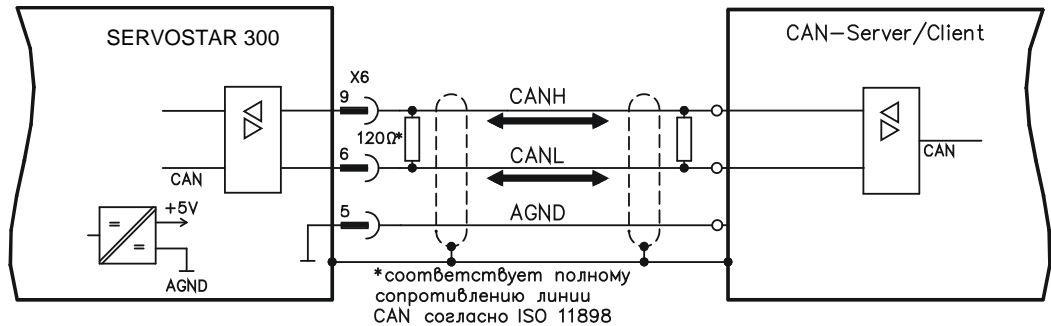 SERVOSTAR 300
CAN-Server/Client
X6
9
CANH
120Ω*
6
CANL
CAN
CAN
5
AGND
+5V
AGND
*соответствует полному
сопротивлению линии
CAN согласно ISO 11898